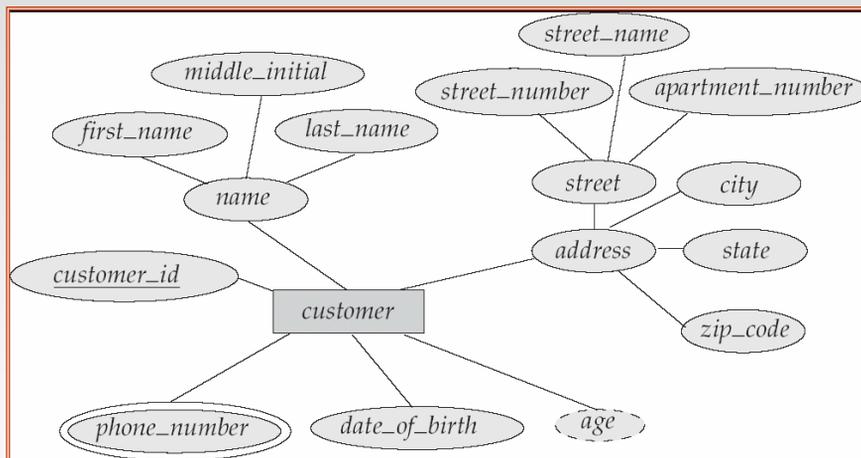 street_name
middle_initial
street_number
apartment_number
first_name
last_name
name
street
city
address
state
customer_id
customer
zip_code
phone_number
date_of_birth
age